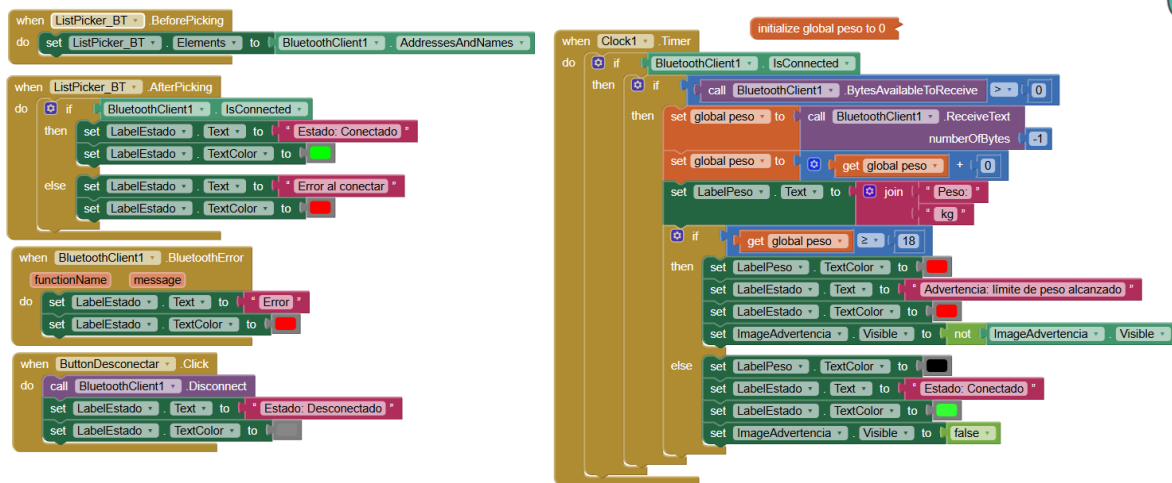 when ListPicker_BT .BeforePicking
do set ListPicker_BT . Elements to BluetoothClient1 . AddressesAndNames
when ListPicker_BT .AfterPicking
do if BluetoothClient1 . IsConnected
then set LabelEstado . Text to " Estado: Conectado "
set LabelEstado . TextColor to
else set LabelEstado . Text to " Error al conectar "
set LabelEstado . TextColor to
when BluetoothClient1 .BluetoothError
functionName message
do set LabelEstado . Text to " Error "
set LabelEstado . TextColor to
when ButtonDesconectar .Click
do call BluetoothClient1 .Disconnect
set LabelEstado . Text to " Estado: Desconectado "
set LabelEstado . TextColor to
initialize global peso to 0
when Clock1 .Timer
do if BluetoothClient1 . IsConnected
then if call BluetoothClient1 .BytesAvailableToReceive > 0
then set global peso to call BluetoothClient1 .ReceiveText
numberOfBytes -1
set global peso to get global peso + 0
set LabelPeso . Text to join " Peso: "
" kg "
if get global peso ≥ 18
then set LabelPeso . TextColor to
set LabelEstado . Text to " Advertencia: límite de peso alcanzado "
set LabelEstado . TextColor to
set ImageAdvertencia . Visible to not ImageAdvertencia . Visible
else set LabelPeso . TextColor to
set LabelEstado . Text to " Estado: Conectado "
set LabelEstado . TextColor to
set ImageAdvertencia . Visible to false